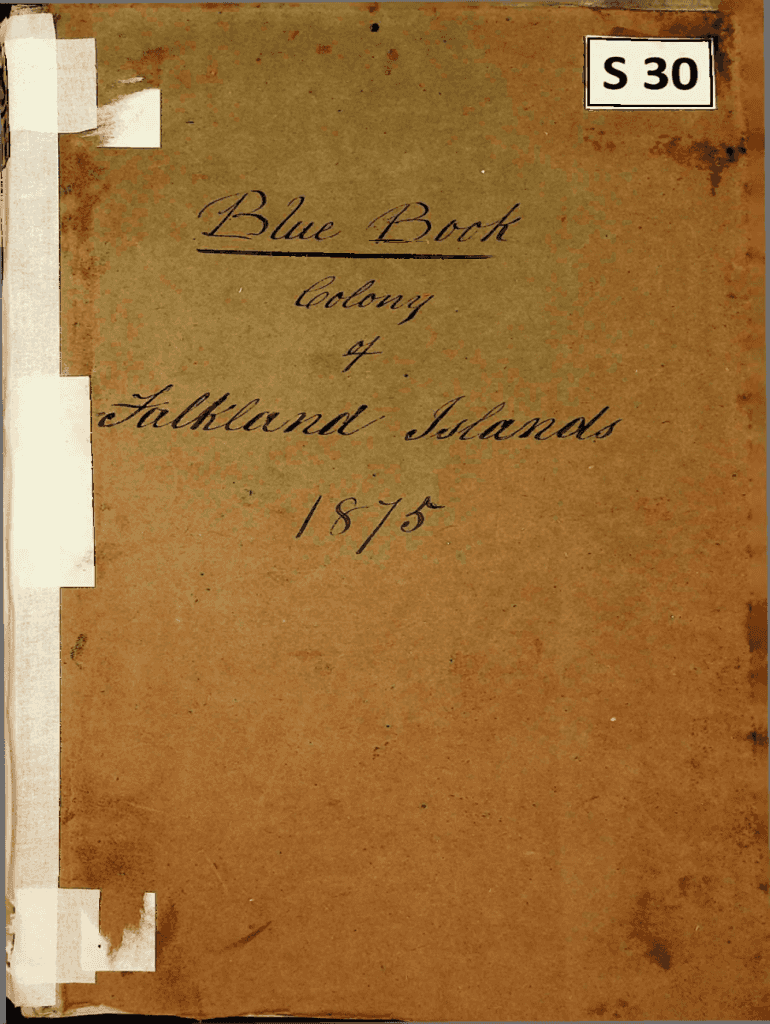 S 30
Blue Book
Colony
of
Falkland Islands
1875